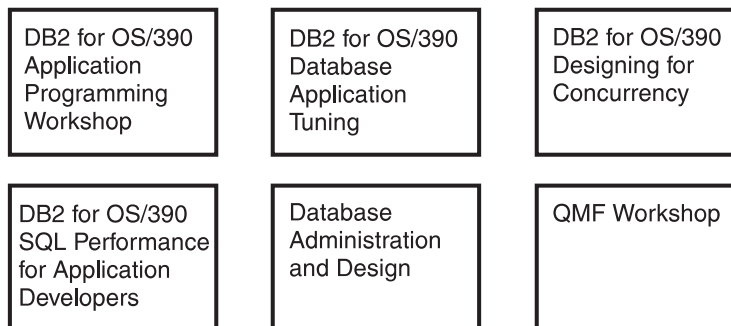 DB2 for OS/390
Application
Programming
Workshop
DB2 for OS/390
Database
Application
Tuning
DB2 for OS/390
Designing for
Concurrency
DB2 for OS/390
SQL Performance
for Application
Developers
Database
Administration
and Design
QMF Workshop